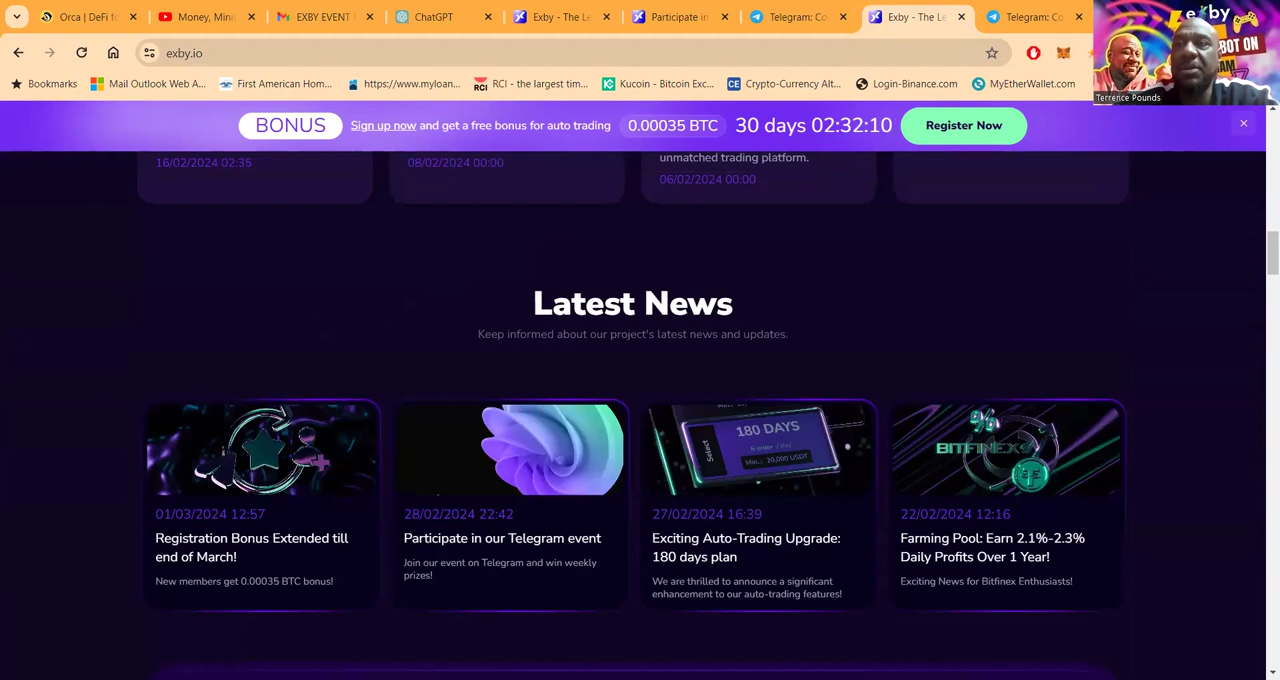 Orca | DeFi fo
Money, Mini
EXBY EVENT
ChatGPT
Exby - The Le
Participate in
Telegram: Co
Exby - The Le
Telegram: Co
exby.io
Bookmarks
Mail Outlook Web A...
First American Hom...
https://www.myloan...
RCI - the largest tim...
Kucoin - Bitcoin Exc...
Crypto-Currency Alt...
Login-Binance.com
MyEtherWallet.com
BOT ON
Terrence Pounds
BONUS
Sign up now and get a free bonus for auto trading
0.00035 BTC
30 days 02:32:10
Register Now
unmatched trading platform.
16/02/2024 02:35
08/02/2024 00:00
06/02/2024 00:00
Latest News
Keep informed about our project's latest news and updates.
01/03/2024 12:57
Registration Bonus Extended till
end of March!
New members get 0.00035 BTC bonus!
28/02/2024 22:42
Participate in our Telegram event
Join our event on Telegram and win weekly
prizes!
Select
180 DAYS
20,000 USDT
27/02/2024 16:39
Exciting Auto-Trading Upgrade:
180 days plan
We are thrilled to announce a significant
enhancement to our auto-trading features!
%
BITFINEX
22/02/2024 12:16
Farming Pool: Earn 2.1%-2.3%
Daily Profits Over 1 Year!
Exciting News for Bitfinex Enthusiasts!